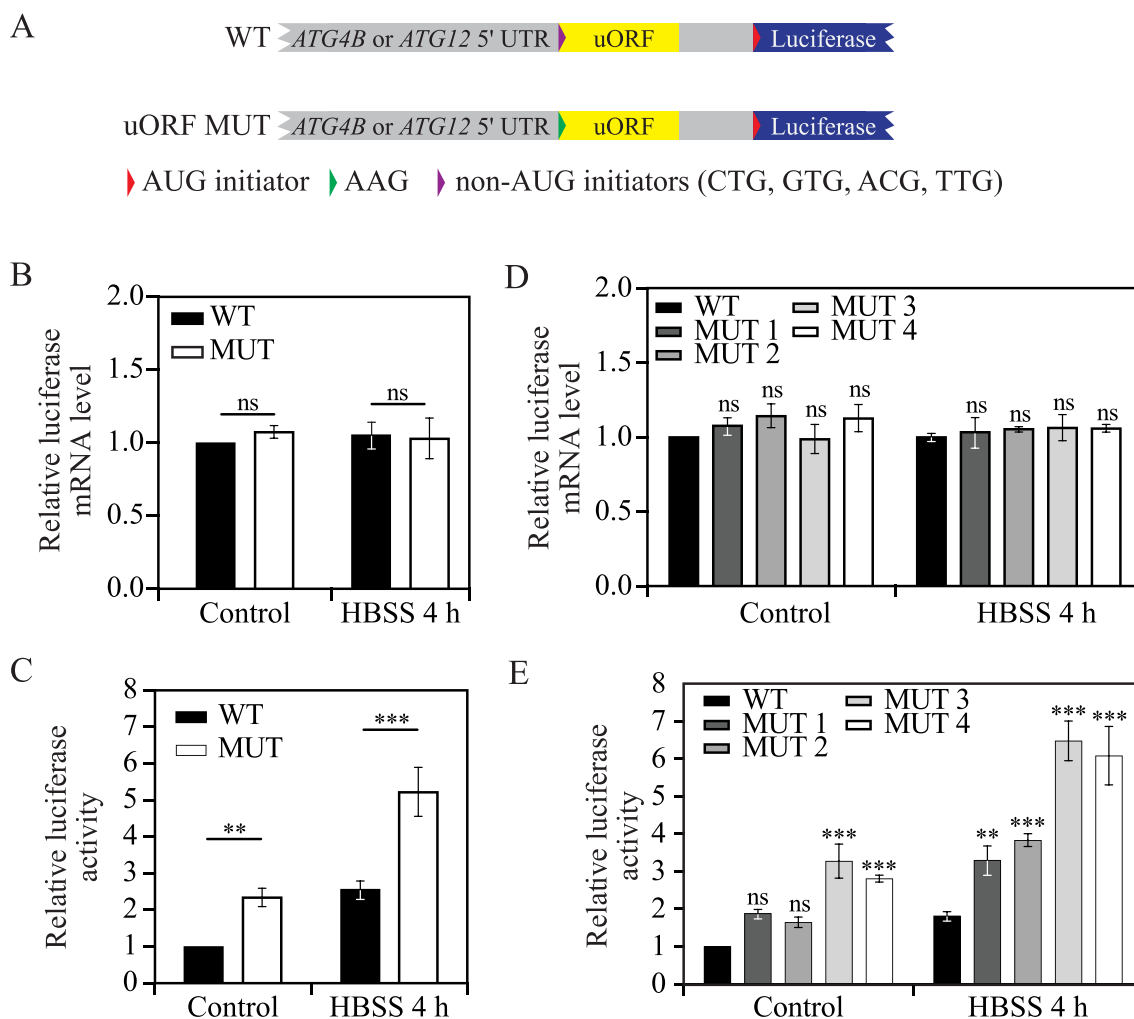 A
WT
ATG4B or ATG12 5' UTR
uORF
Luciferase
uORF MUT
ATG4B or ATG12 5' UTR
uORF
Luciferase
AUG initiator
AAG
non-AUG initiators (CTG, GTG, ACG, TTG)
B
Relative luciferase
mRNA level
2.0
1.5
1.0
0.5
0.0
WT
MUT
ns
ns
Control
HBSS 4 h
D
Relative luciferase
mRNA level
2.0
1.5
1.0
0.5
0.0
WT
MUT 1
MUT 2
MUT 3
MUT 4
ns
ns
ns
ns
ns
ns
ns
ns
Control
HBSS 4 h
C
Relative luciferase
activity
8
7
6
5
4
3
2
1
0
WT
MUT
**
***
Control
HBSS 4 h
E
Relative luciferase
activity
8
7
6
5
4
3
2
1
0
WT
MUT 1
MUT 2
MUT 3
MUT 4
ns
ns
***
***
**
***
***
***
Control
HBSS 4 h